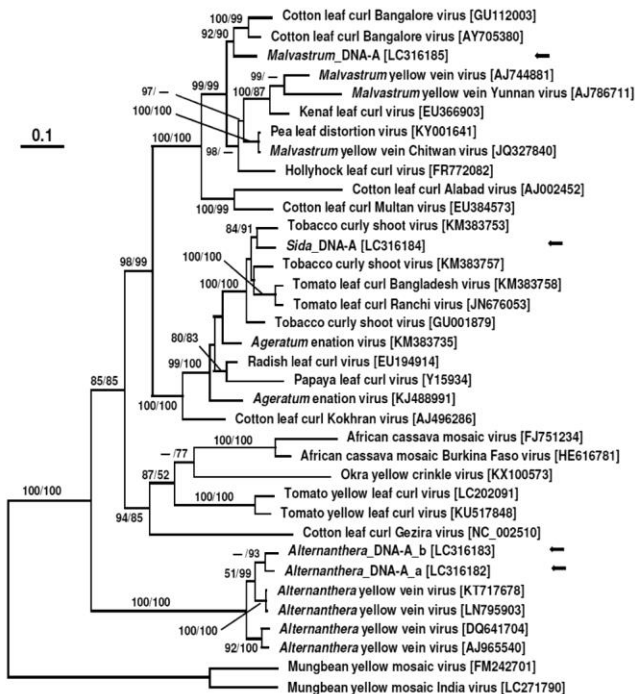 100/99
Cotton leaf curl Bangalore virus [GU112003]
92/90
Cotton leaf curl Bangalore virus [AY705380]
Malvastrum_DNA-A [LC316185]
99/—
Malvastrum yellow vein virus [AJ744881]
99/99
97/—
100/87
Malvastrum yellow vein Yunnan virus [AJ786711]
Kenaf leaf curl virus [EU366903]
100/100
0.1
100/100
Pea leaf distortion virus [KY001641]
98/—
Malvastrum yellow vein Chitwan virus [JQ327840]
Hollyhock leaf curl virus [FR772082]
Cotton leaf curl Alabad virus [AJ002452]
100/99
Cotton leaf curl Multan virus [EU384573]
84/91
Tobacco curly shoot virus [KM383753]
Sida_DNA-A [LC316184]
100/100
98/99
Tobacco curly shoot virus [KM383757]
100/100
Tomato leaf curl Bangladesh virus [KM383758]
Tomato leaf curl Ranchi virus [JN676053]
Tobacco curly shoot virus [GU001879]
80/83
Ageratum enation virus [KM383735]
99/100
Radish leaf curl virus [EU194914]
Papaya leaf curl virus [Y15934]
85/85
100/100
Ageratum enation virus [KJ488991]
Cotton leaf curl Kokhran virus [AJ496286]
100/100
African cassava mosaic virus [FJ751234]
—/77
African cassava mosaic Burkina Faso virus [HE616781]
87/52
Okra yellow crinkle virus [KX100573]
100/100
100/100
Tomato yellow leaf curl virus [LC202091]
Tomato yellow leaf curl virus [KU517848]
94/85
Cotton leaf curl Gezira virus [NC_002510]
—/93
Alternanthera_DNA-A_b [LC316183]
51/99
Alternanthera_DNA-A_a [LC316182]
Alternanthera yellow vein virus [KT717678]
100/100
Alternanthera yellow vein virus [LN795903]
100/100
Alternanthera yellow vein virus [DQ641704]
92/100
Alternanthera yellow vein virus [AJ965540]
Mungbean yellow mosaic virus [FM242701]
Mungbean yellow mosaic India virus [LC271790]